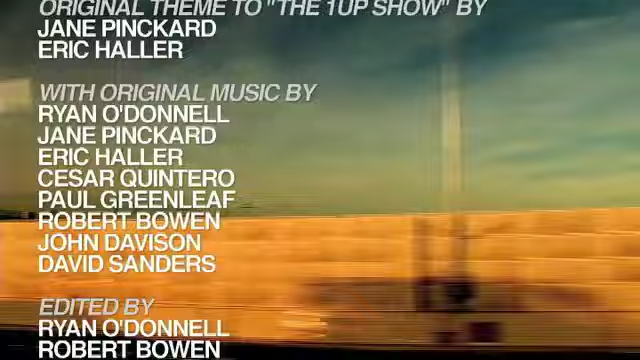 ORIGINAL THEME TO "THE 1UP SHOW" BY
JANE PINCKARD
ERIC HALLER
WITH ORIGINAL MUSIC BY
RYAN O'DONNELL
JANE PINCKARD
ERIC HALLER
CESAR QUINTERO
PAUL GREENLEAF
ROBERT BOWEN
JOHN DAVISON
DAVID SANDERS
EDITED BY
RYAN O'DONNELL
ROBERT BOWEN